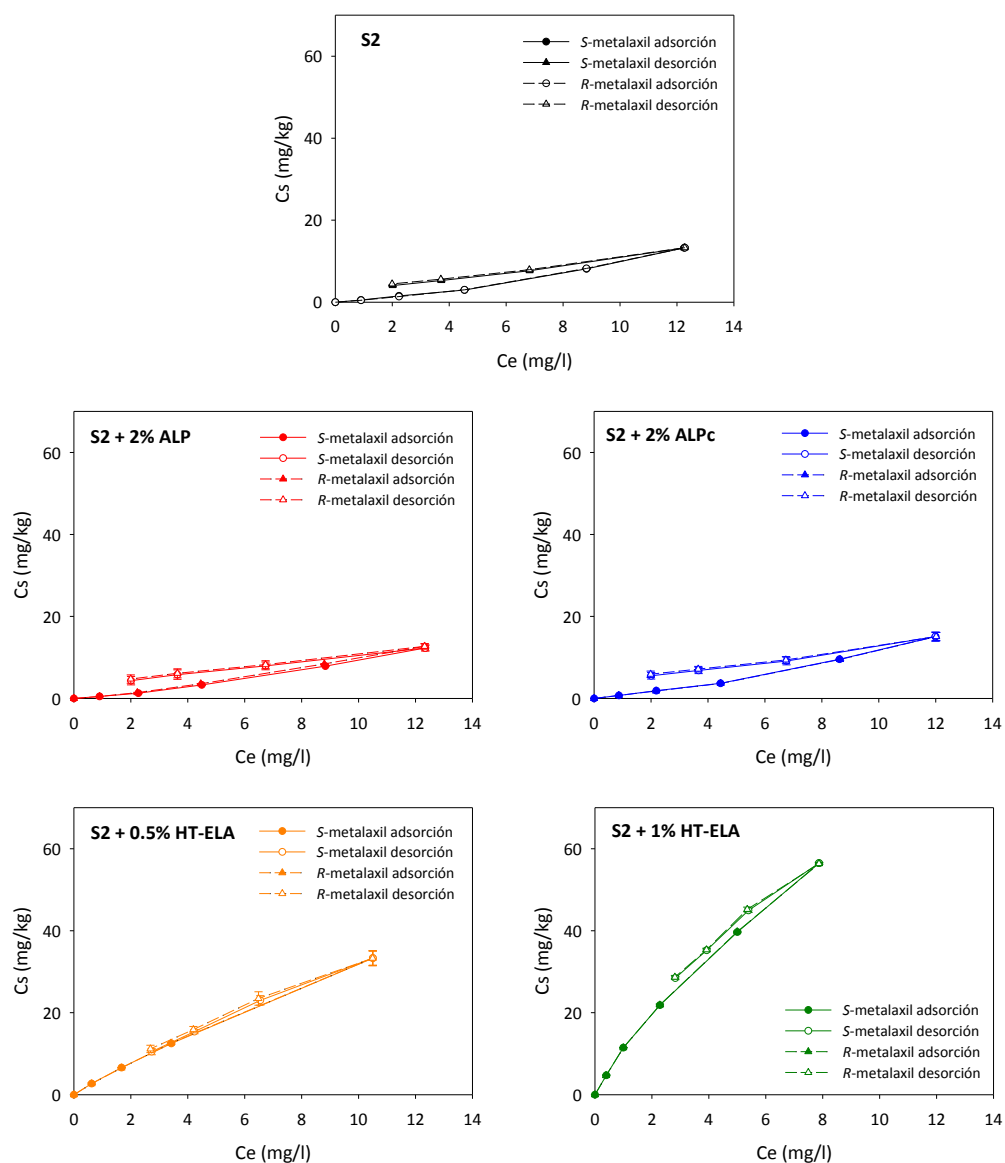 S2
S-metalaxil adsorción
S-metalaxil desorción
R-metalaxil adsorción
R-metalaxil desorción
Cs (mg/kg)
60
40
20
0
0 2 4 6 8 10 12 14
Ce (mg/l)
S2 + 2% ALP
S-metalaxil adsorción
S-metalaxil desorción
R-metalaxil adsorción
R-metalaxil desorción
Cs (mg/kg)
60
40
20
0
0 2 4 6 8 10 12 14
Ce (mg/l)
S2 + 2% ALPc
S-metalaxil adsorción
S-metalaxil desorción
R-metalaxil adsorción
R-metalaxil desorción
Cs (mg/kg)
60
40
20
0
0 2 4 6 8 10 12 14
Ce (mg/l)
S2 + 0.5% HT-ELA
S-metalaxil adsorción
S-metalaxil desorción
R-metalaxil adsorción
R-metalaxil desorción
Cs (mg/kg)
60
40
20
0
0 2 4 6 8 10 12 14
Ce (mg/l)
S2 + 1% HT-ELA
S-metalaxil adsorción
S-metalaxil desorción
R-metalaxil adsorción
R-metalaxil desorción
Cs (mg/kg)
60
40
20
0
0 2 4 6 8 10 12 14
Ce (mg/l)